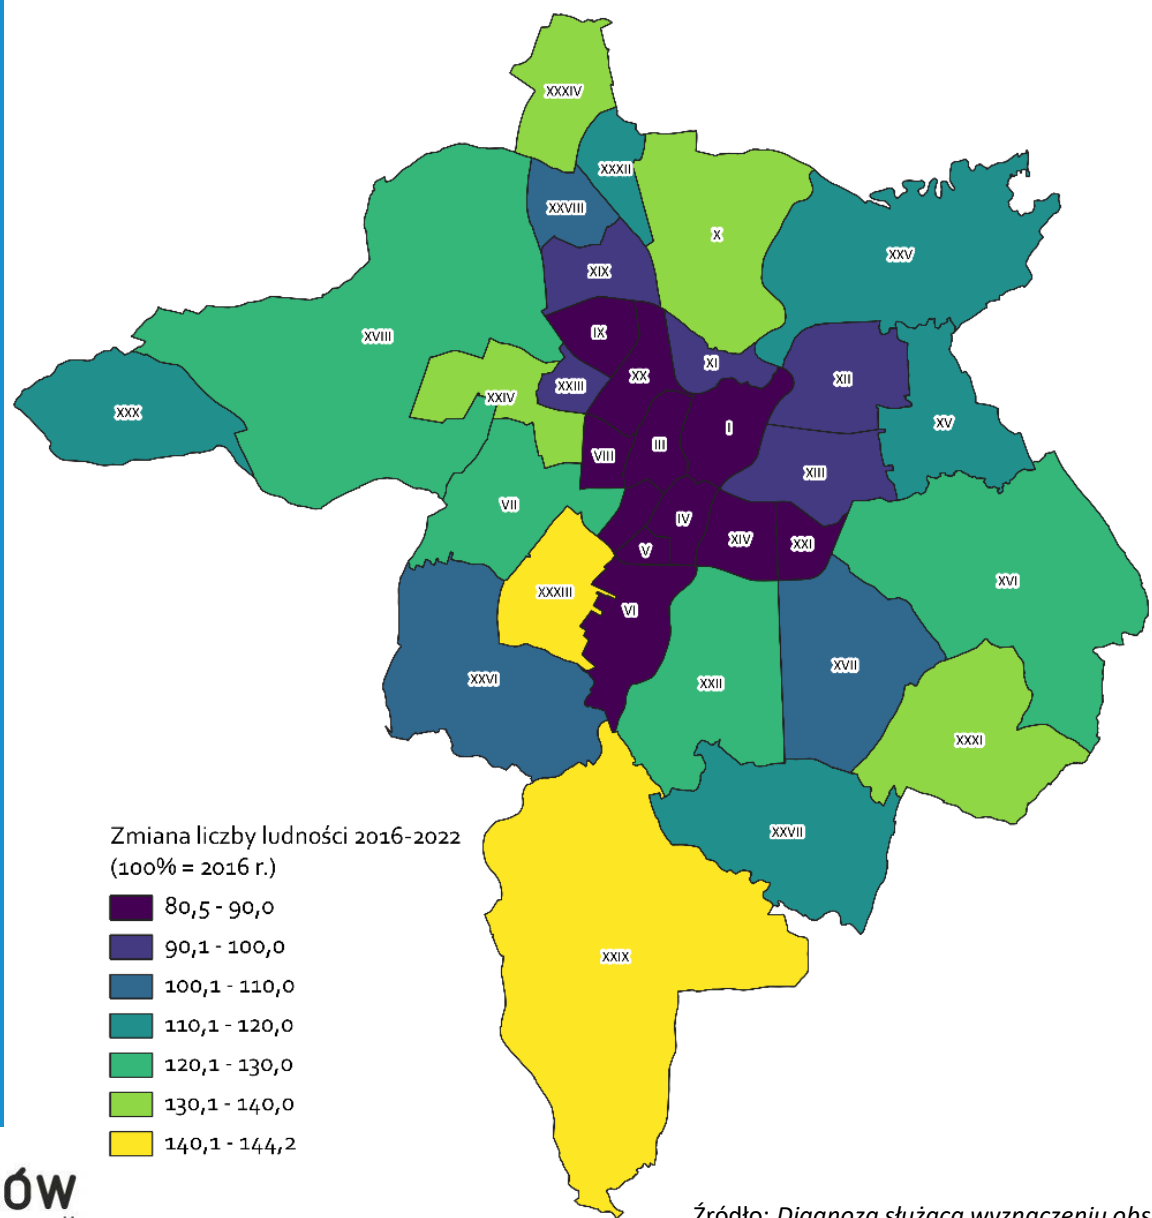 XXXIV
XXXII
XXVIII
X
XXV
XIX
IX
XVIII
XI
XX
XII
XXIII
XXIV
XXX
XV
I
III
VIII
XIII
VII
IV
XIV
XXI
V
XVI
XXXIII
VI
XVII
XXVI
XXII
XXXI
XXVII
XXIX
Zmiana liczby ludności 2016-2022
(100% = 2016 r.)
80,5 - 90,0
90,1 - 100,0
100,1 - 110,0
110,1 - 120,0
120,1 - 130,0
130,1 - 140,0
140,1 - 144,2
ÓW
Źródło: Diagnoza służąca wyznaczeniu obs